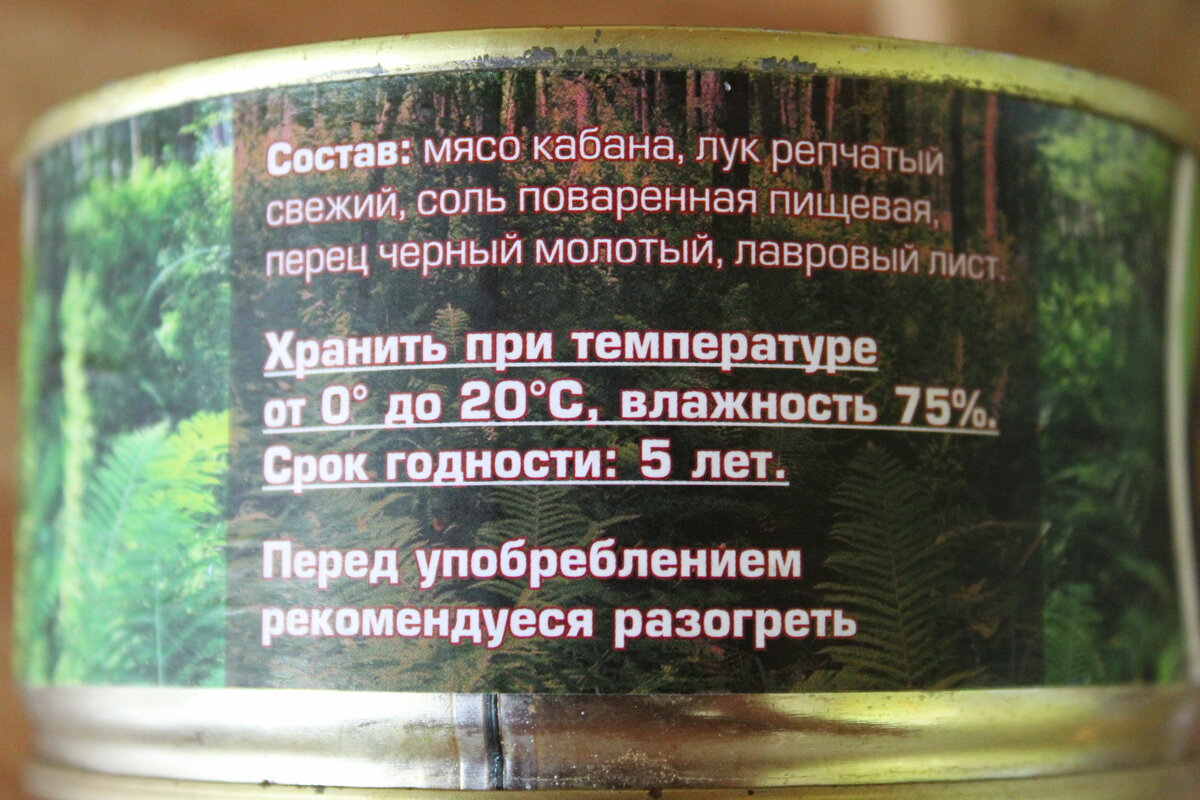 Состав: мясо кабана, лук репчатый
свежий, соль поваренная пищевая,
перец черный молотый, лавровый лист.
Хранить при температуре
от 0° до 20°С, влажность 75%.
Срок годности: 5 лет.
Перед употреблением
рекомендуеся разогреть